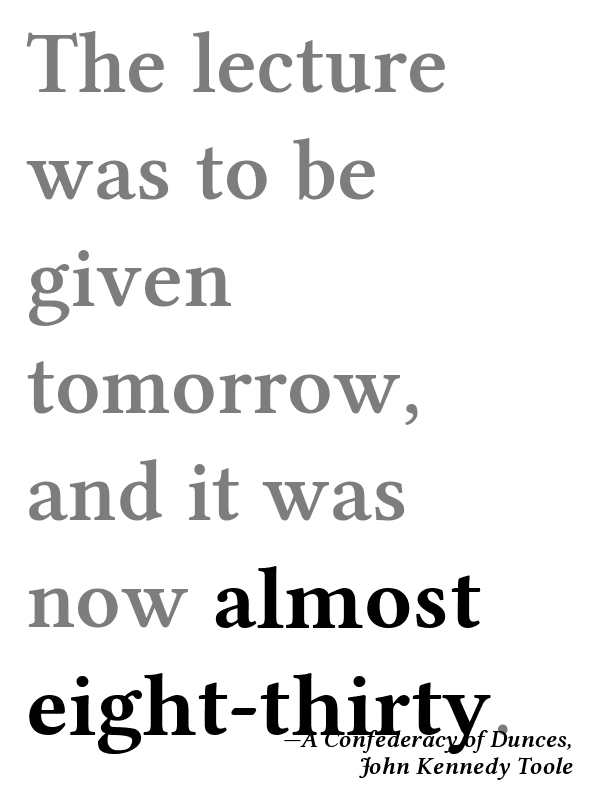 The lecture
was to be
given
tomorrow,
and it was
now almost
eight-thirty.
—A Confederacy of Dunces,
John Kennedy Toole